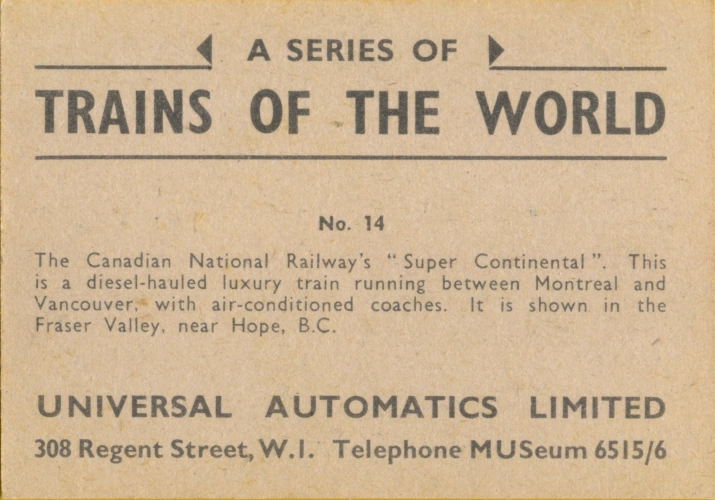 A SERIES OF
TRAINS OF THE WORLD
No. 14
The Canadian National Railway's "Super Continental". This
is a diesel-hauled luxury train running between Montreal and
Vancouver, with air-conditioned coaches. It is shown in the
Fraser Valley, near Hope, B.C.
UNIVERSAL AUTOMATICS LIMITED
308 Regent Street, W.1. Telephone MUSeum 6515/6